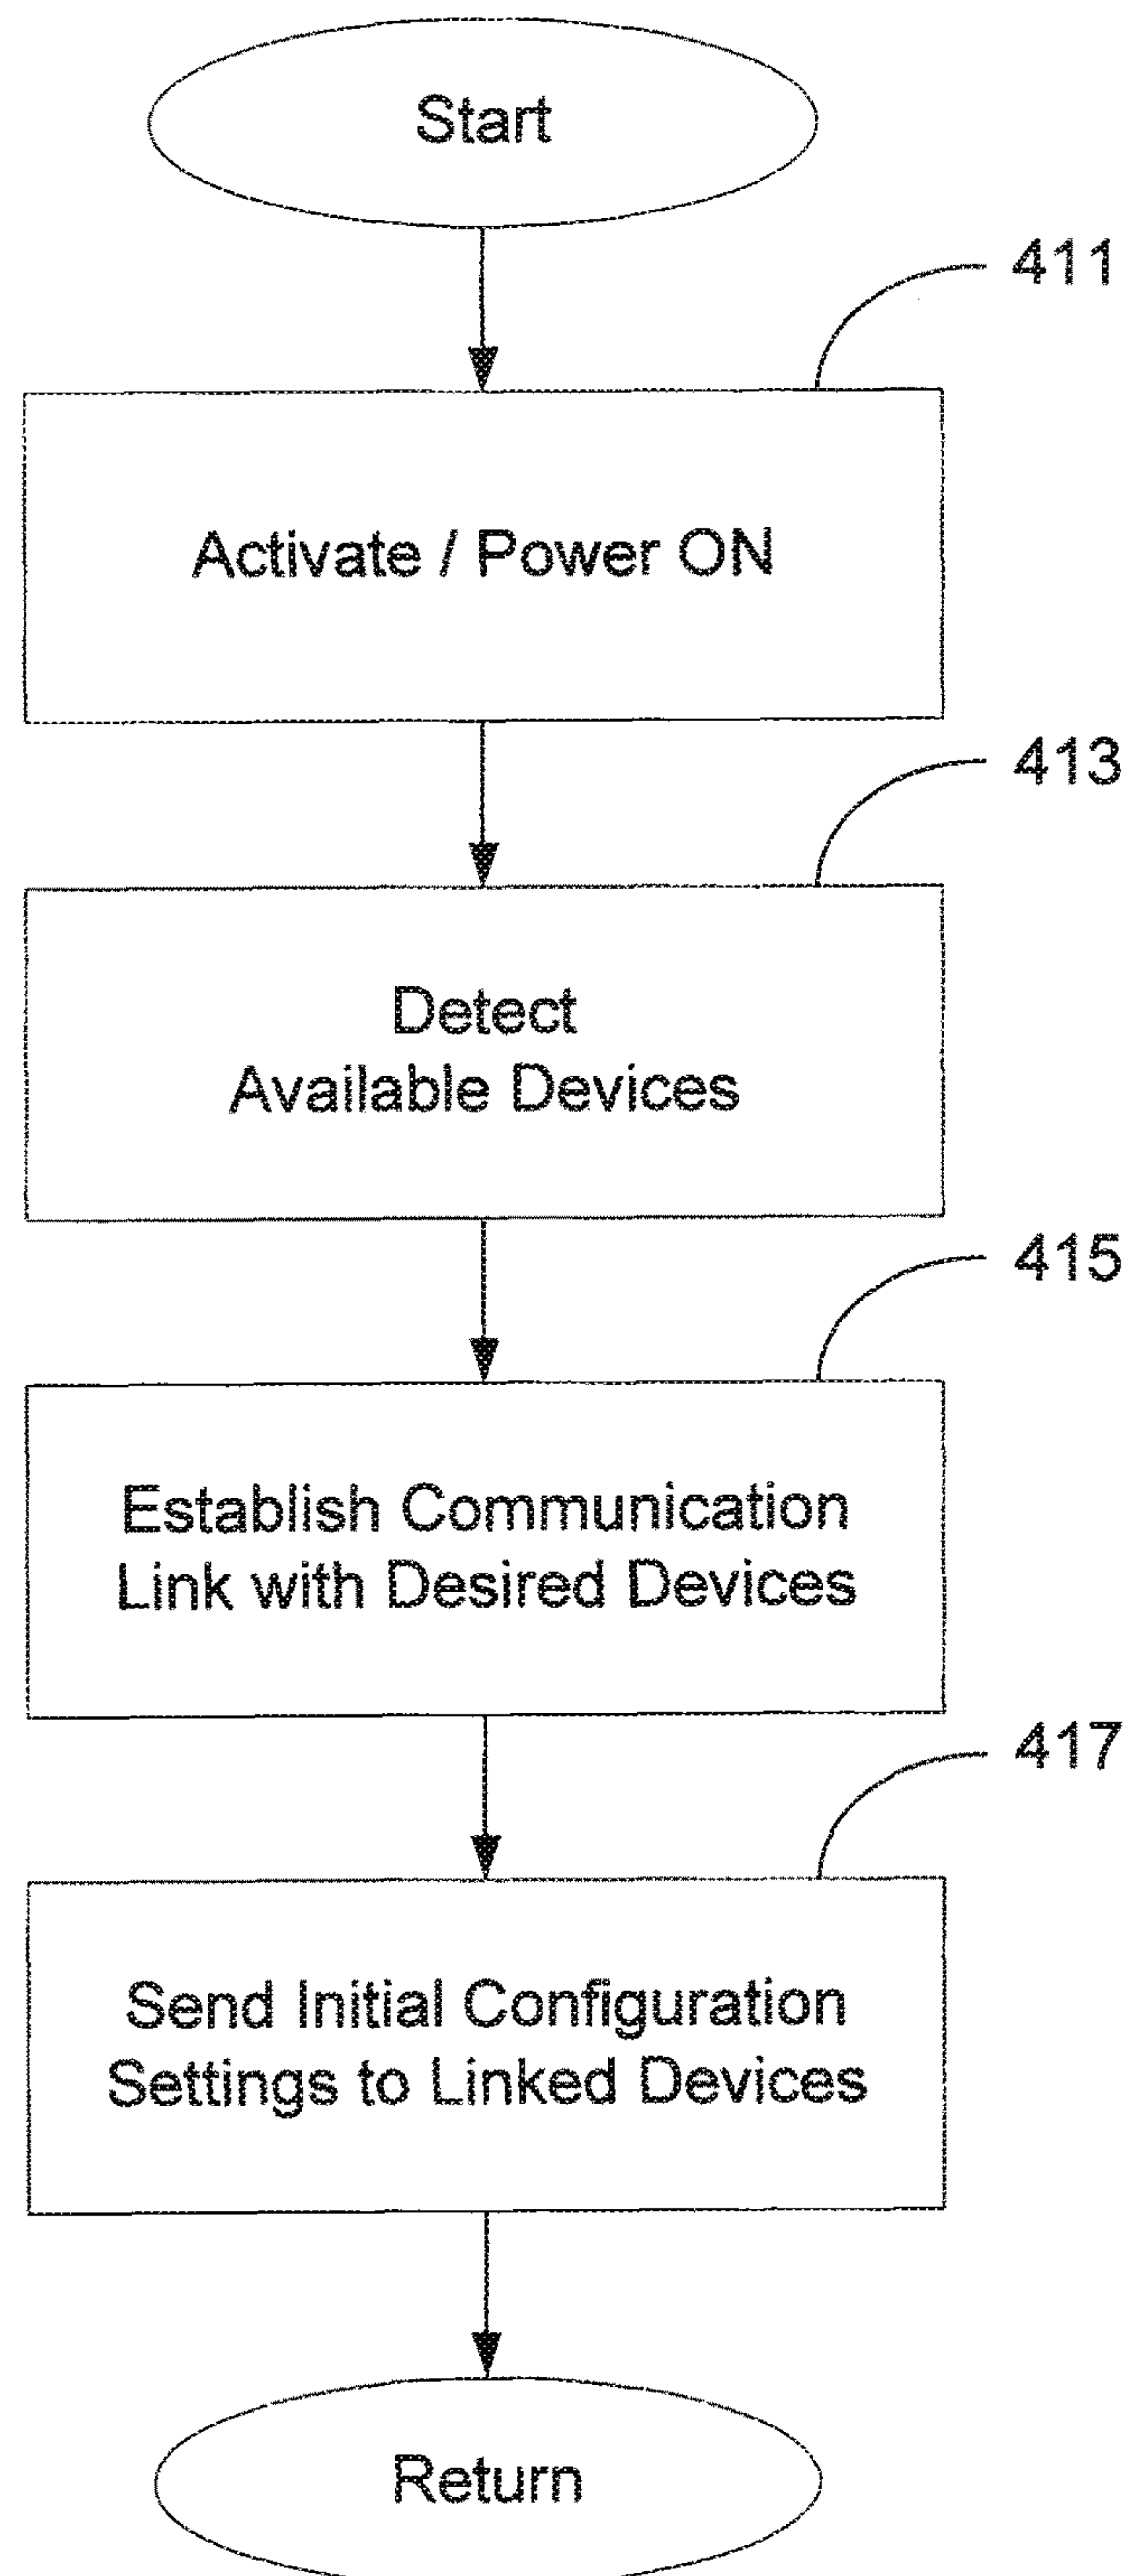 Start
411
Activate / Power ON
413
Detect
Available Devices
415
Establish Communication
Link with Desired Devices
417
Send Initial Configuration
Settings to Linked Devices
Return